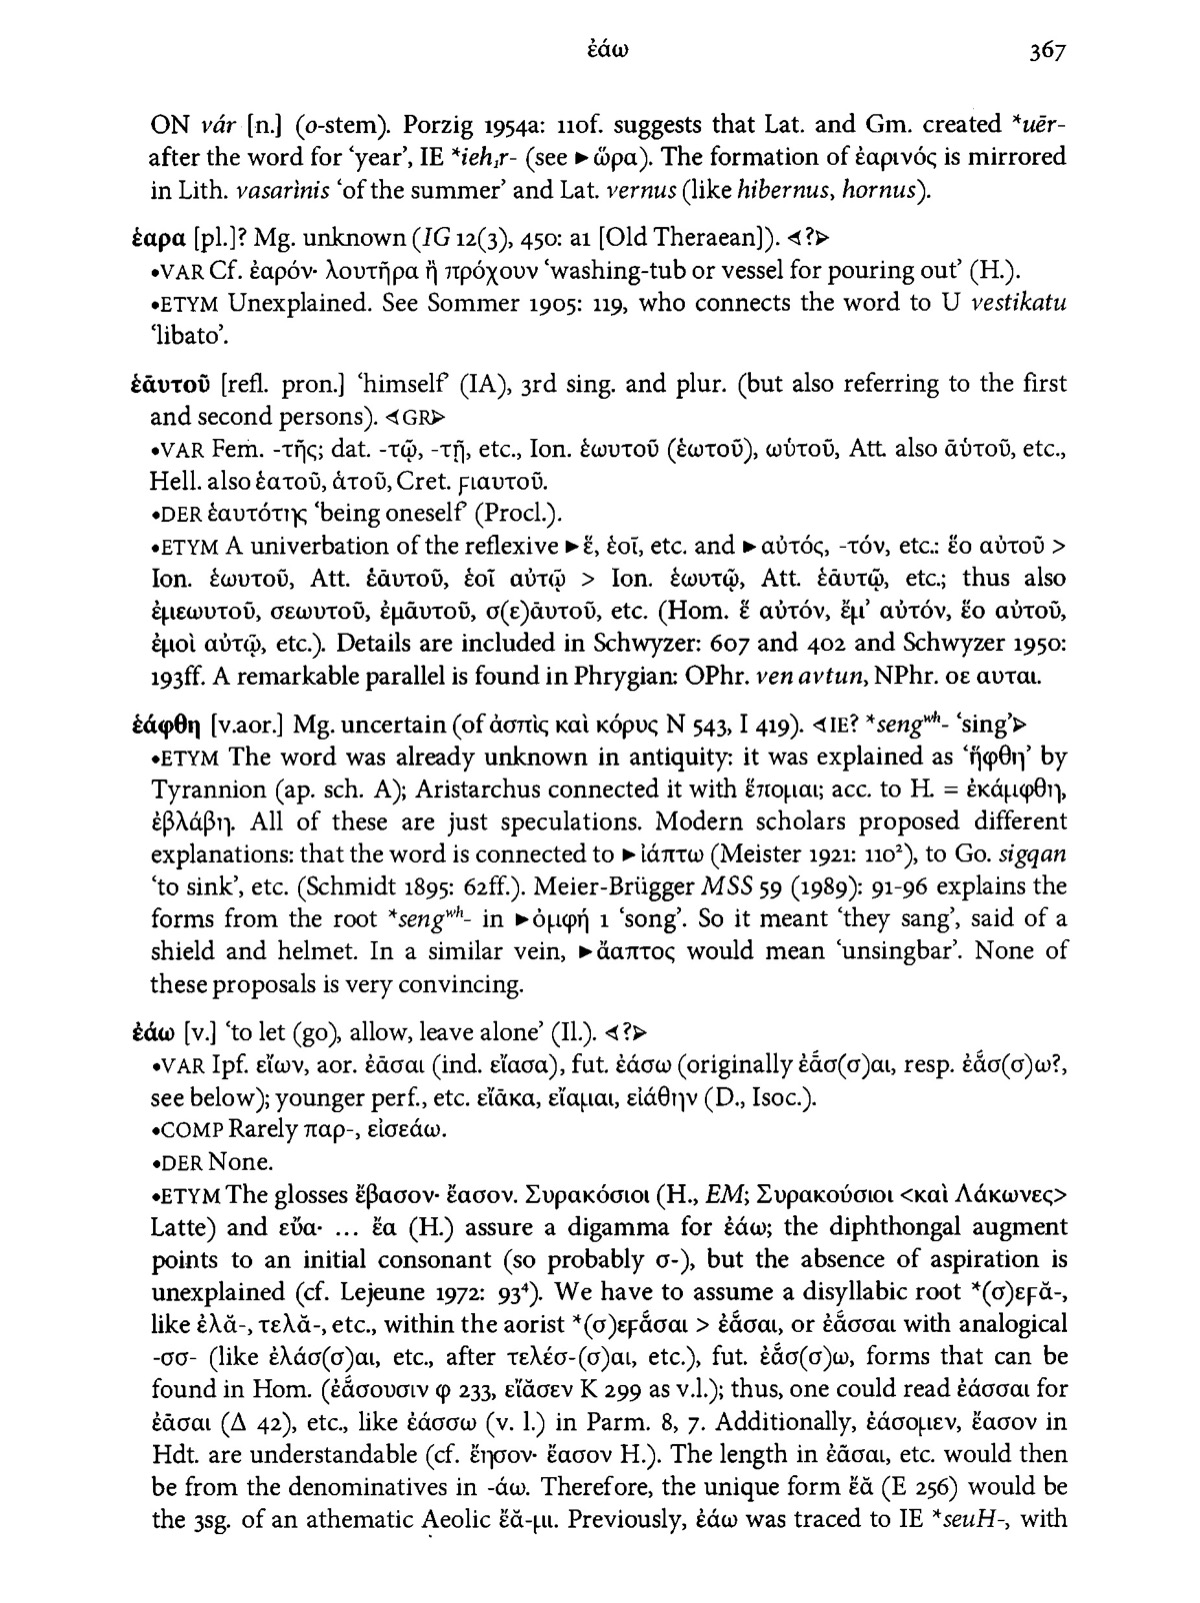 ἐάω 367
ON vár [n.] (o-stem). Porzig 1954a: 110f. suggests that Lat. and Gm. created *uēr-
after the word for ‘year’, IE *ieh₁r- (see ►ὥρα). The formation of ἐαρινός is mirrored
in Lith. vasarìnis ‘of the summer’ and Lat. vernus (like hibernus, hornus).
ἐαρα [pl.]? Mg. unknown (IG 12(3), 450: a1 [Old Theraean]). ⊲?⊳
•VAR Cf. ἐαρόν· λουτῆρα ἢ πρόχουν ‘washing-tub or vessel for pouring out’ (H.).
•ETYM Unexplained. See Sommer 1905: 119, who connects the word to U vestikatu
‘libato’.
ἑᾱυτοῦ [refl. pron.] ‘himself’ (IA), 3rd sing. and plur. (but also referring to the first
and second persons). ⊲GR⊳
•VAR Fem. -τῆς; dat. -τῷ, -τῇ, etc., Ion. ἑωυτοῦ (ἑωτοῦ), ωὑτοῦ, Att. also ᾱὑτοῦ, etc.,
Hell. also ἑατοῦ, ἁτοῦ, Cret. ϝιαυτοῦ.
•DER ἑαυτότης ‘being oneself’ (Procl.).
•ETYM A univerbation of the reflexive ►ἕ, ἑοῖ, etc. and ►αὐτός, -τόν, etc.: ἕο αὐτοῦ >
Ion. ἑωυτοῦ, Att. ἑᾱυτοῦ, ἑοῖ αὐτῷ > Ion. ἑωυτῷ, Att. ἑᾱυτῷ, etc.; thus also
ἐμεωυτοῦ, σεωυτοῦ, ἐμᾱυτοῦ, σ(ε)ᾱυτοῦ, etc. (Hom. ἕ αὐτόν, ἔμ’ αὐτόν, ἕο αὐτοῦ,
ἐμοὶ αὐτῷ, etc.). Details are included in Schwyzer: 607 and 402 and Schwyzer 1950:
193ff. A remarkable parallel is found in Phrygian: OPhr. ven avtun, NPhr. οε αυται.
ἑάφθη [v.aor.] Mg. uncertain (of ἀσπὶς καὶ κόρυς Ν 543, Ι 419). ⊲IE? *sengʷʰ- ‘sing’⊳
•ETYM The word was already unknown in antiquity: it was explained as ‘ἥφθη’ by
Tyrannion (ap. sch. A); Aristarchus connected it with ἕπομαι; acc. to H. = ἐκάμφθη,
ἐβλάβη. All of these are just speculations. Modern scholars proposed different
explanations: that the word is connected to ►ἰάπτω (Meister 1921: 110²), to Go. sigqan
‘to sink’, etc. (Schmidt 1895: 62ff.). Meier-Brügger MSS 59 (1989): 91-96 explains the
forms from the root *sengʷʰ- in ►ὀμφή 1 ‘song’. So it meant ‘they sang’, said of a
shield and helmet. In a similar vein, ►ἄαπτος would mean ‘unsingbar’. None of
these proposals is very convincing.
ἐάω [v.] ‘to let (go), allow, leave alone’ (Il.). ⊲?⊳
•VAR Ipf. εἴων, aor. ἐᾶσαι (ind. εἴασα), fut. ἐάσω (originally ἐᾰ́σ(σ)αι, resp. ἐᾰ́σ(σ)ω?,
see below); younger perf., etc. εἴᾱκα, εἴαμαι, εἰάθην (D., Isoc.).
•COMP Rarely παρ-, εἰσεάω.
•DER None.
•ETYM The glosses ἔβασον· ἔασον. Συρακόσιοι (H., EM; Συρακούσιοι <καὶ Λάκωνες>
Latte) and εὔα· ... ἔα (H.) assure a digamma for ἐάω; the diphthongal augment
points to an initial consonant (so probably σ-), but the absence of aspiration is
unexplained (cf. Lejeune 1972: 93⁴). We have to assume a disyllabic root *(σ)εϝᾰ-,
like ἐλᾰ-, τελᾰ-, etc., within the aorist *(σ)εϝᾰ́σαι > ἐᾰ́σαι, or ἐᾰ́σσαι with analogical
-σσ- (like ἐλάσ(σ)αι, etc., after τελέσ-(σ)αι, etc.), fut. ἐᾰ́σ(σ)ω, forms that can be
found in Hom. (ἐᾰ́σουσιν φ 233, εἴᾰσεν Κ 299 as v.l.); thus, one could read ἐάσσαι for
ἐᾶσαι (Δ 42), etc., like ἐάσσω (v. l.) in Parm. 8, 7. Additionally, ἐάσομεν, ἔασον in
Hdt. are understandable (cf. ἔησον· ἔασον H.). The length in ἐᾶσαι, etc. would then
be from the denominatives in -άω. Therefore, the unique form ἔᾰ (Ε 256) would be
the 3sg. of an athematic Aeolic ἔᾰ-μι. Previously, ἐάω was traced to IE *seuH-, with